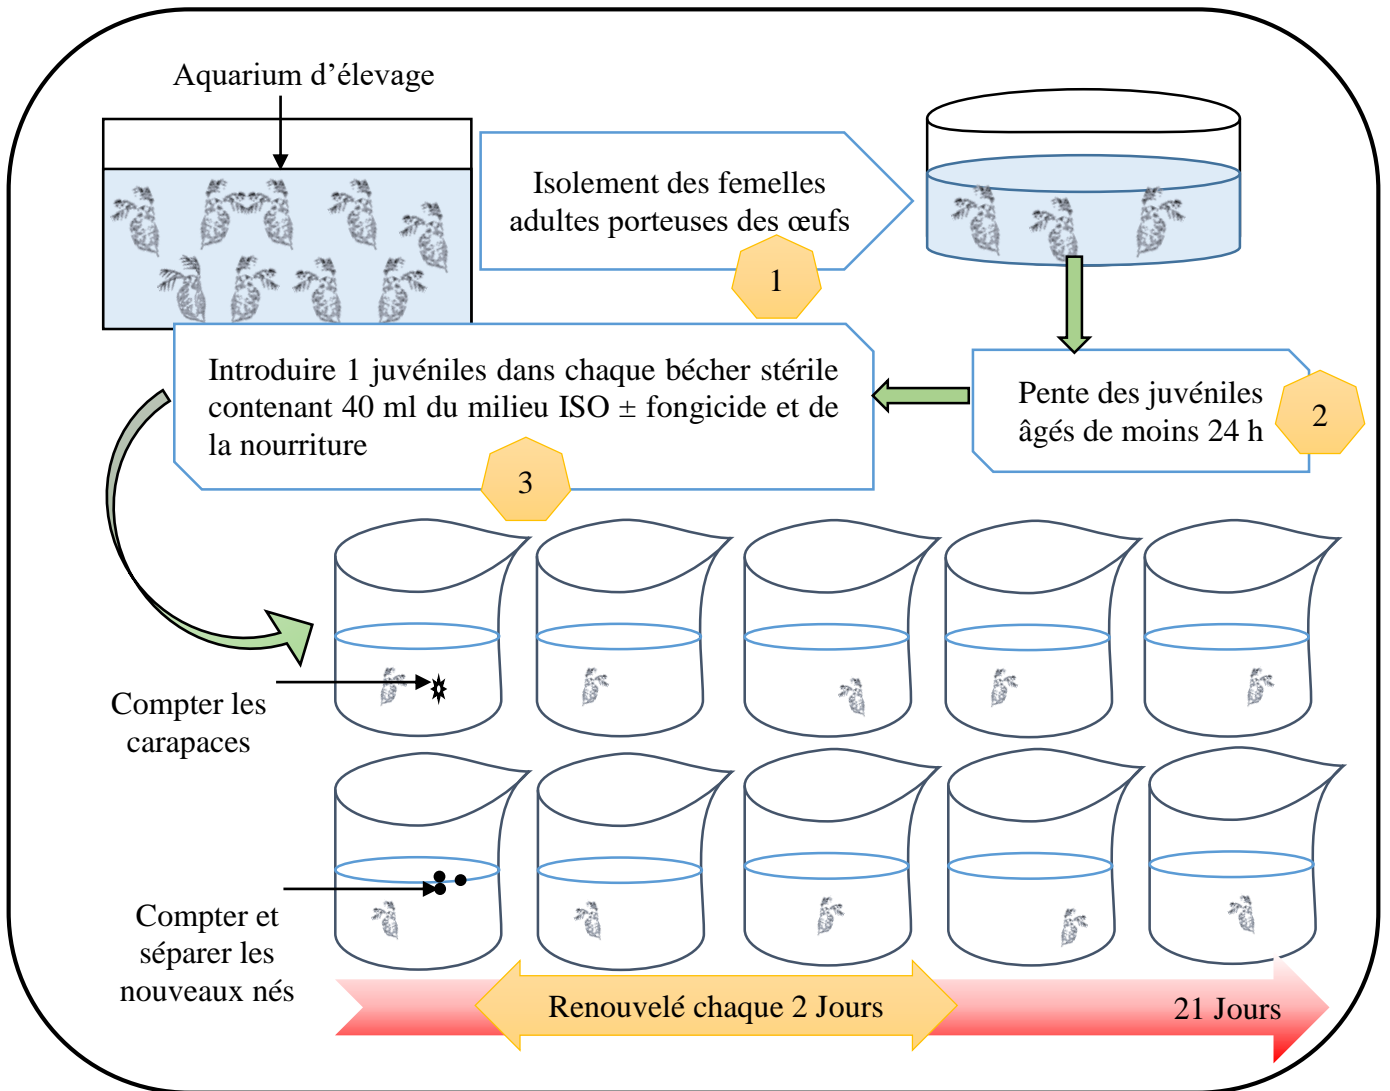 Aquarium d’élevage
Isolement des femelles
adultes porteuses des œufs
1
Pente des juvéniles
âgés de moins 24 h
2
Introduire 1 juvéniles dans chaque bécher stérile
contenant 40 ml du milieu ISO ± fongicide et de
la nourriture
3
Compter les
carapaces
Compter et
séparer les
nouveaux nés
Renouvelé chaque 2 Jours
21 Jours